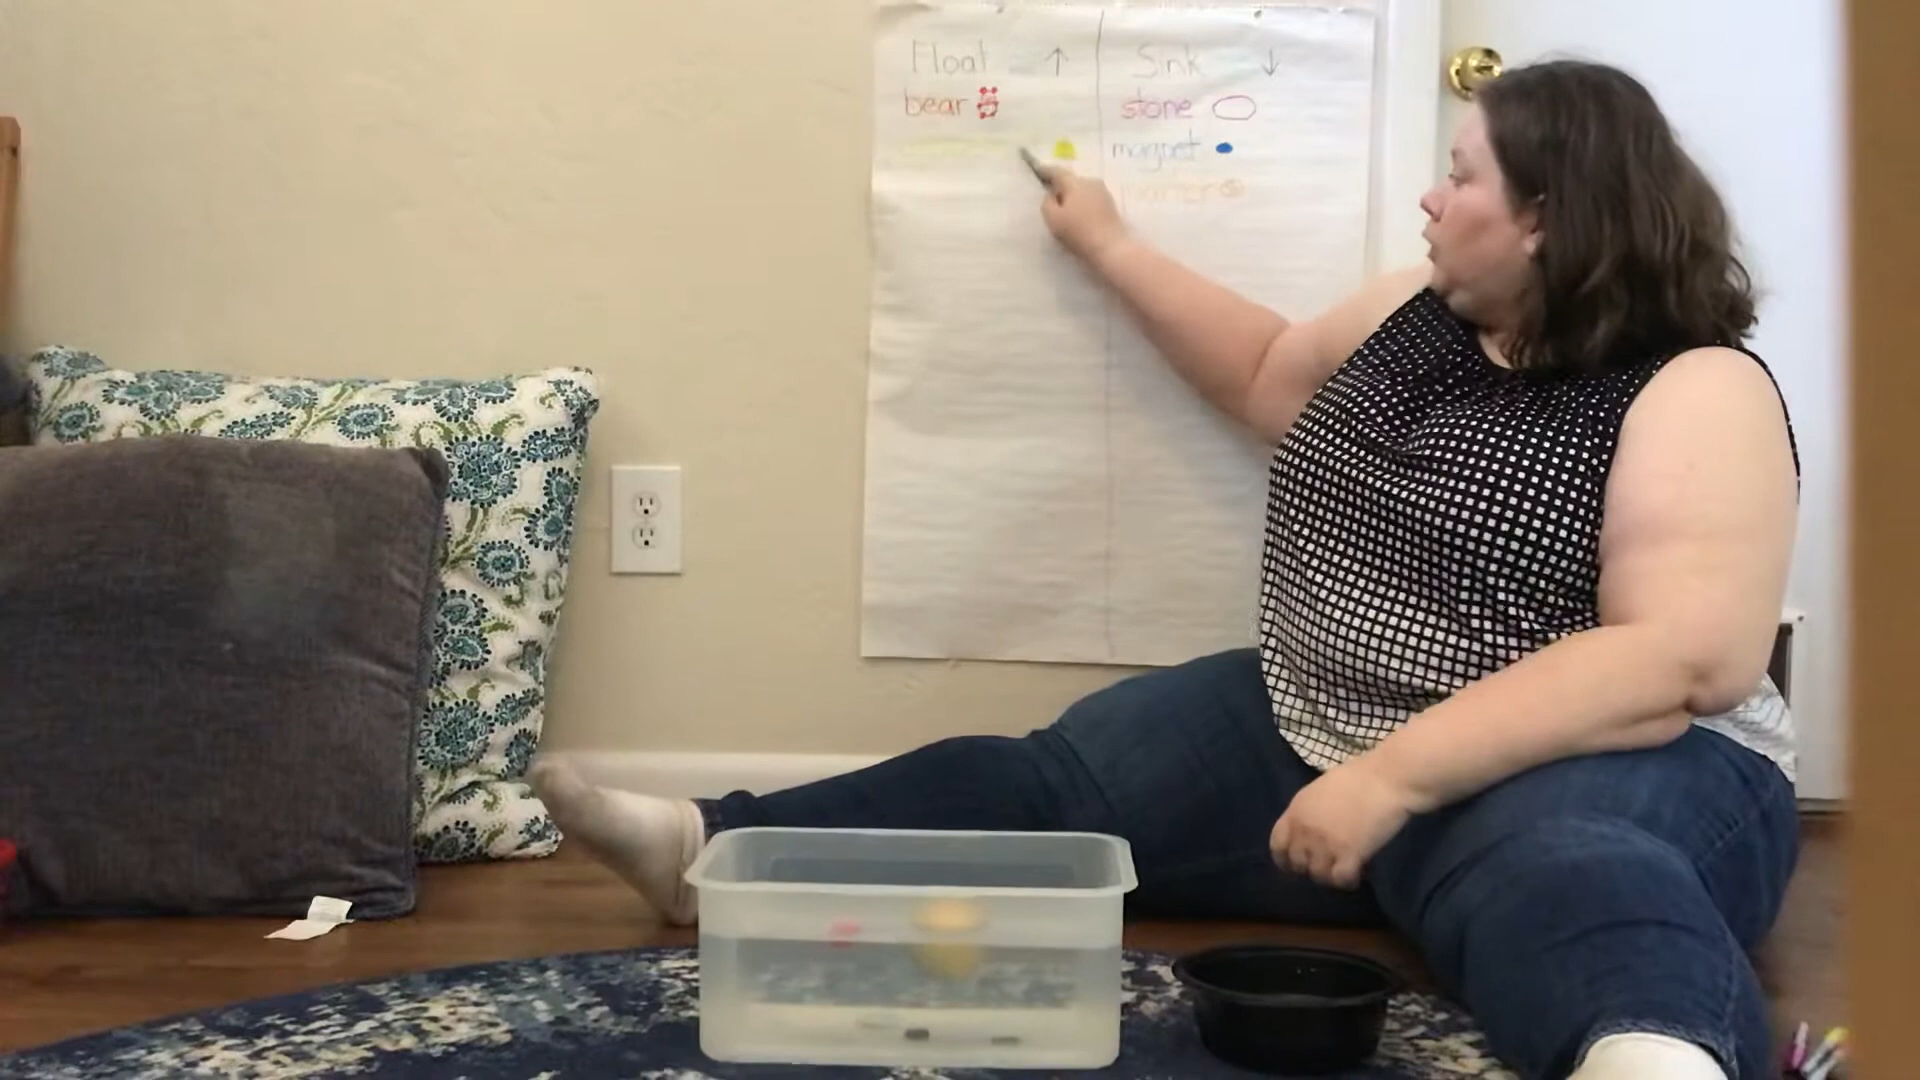 Float ↑
Sink ↓
bear
stone
magnet